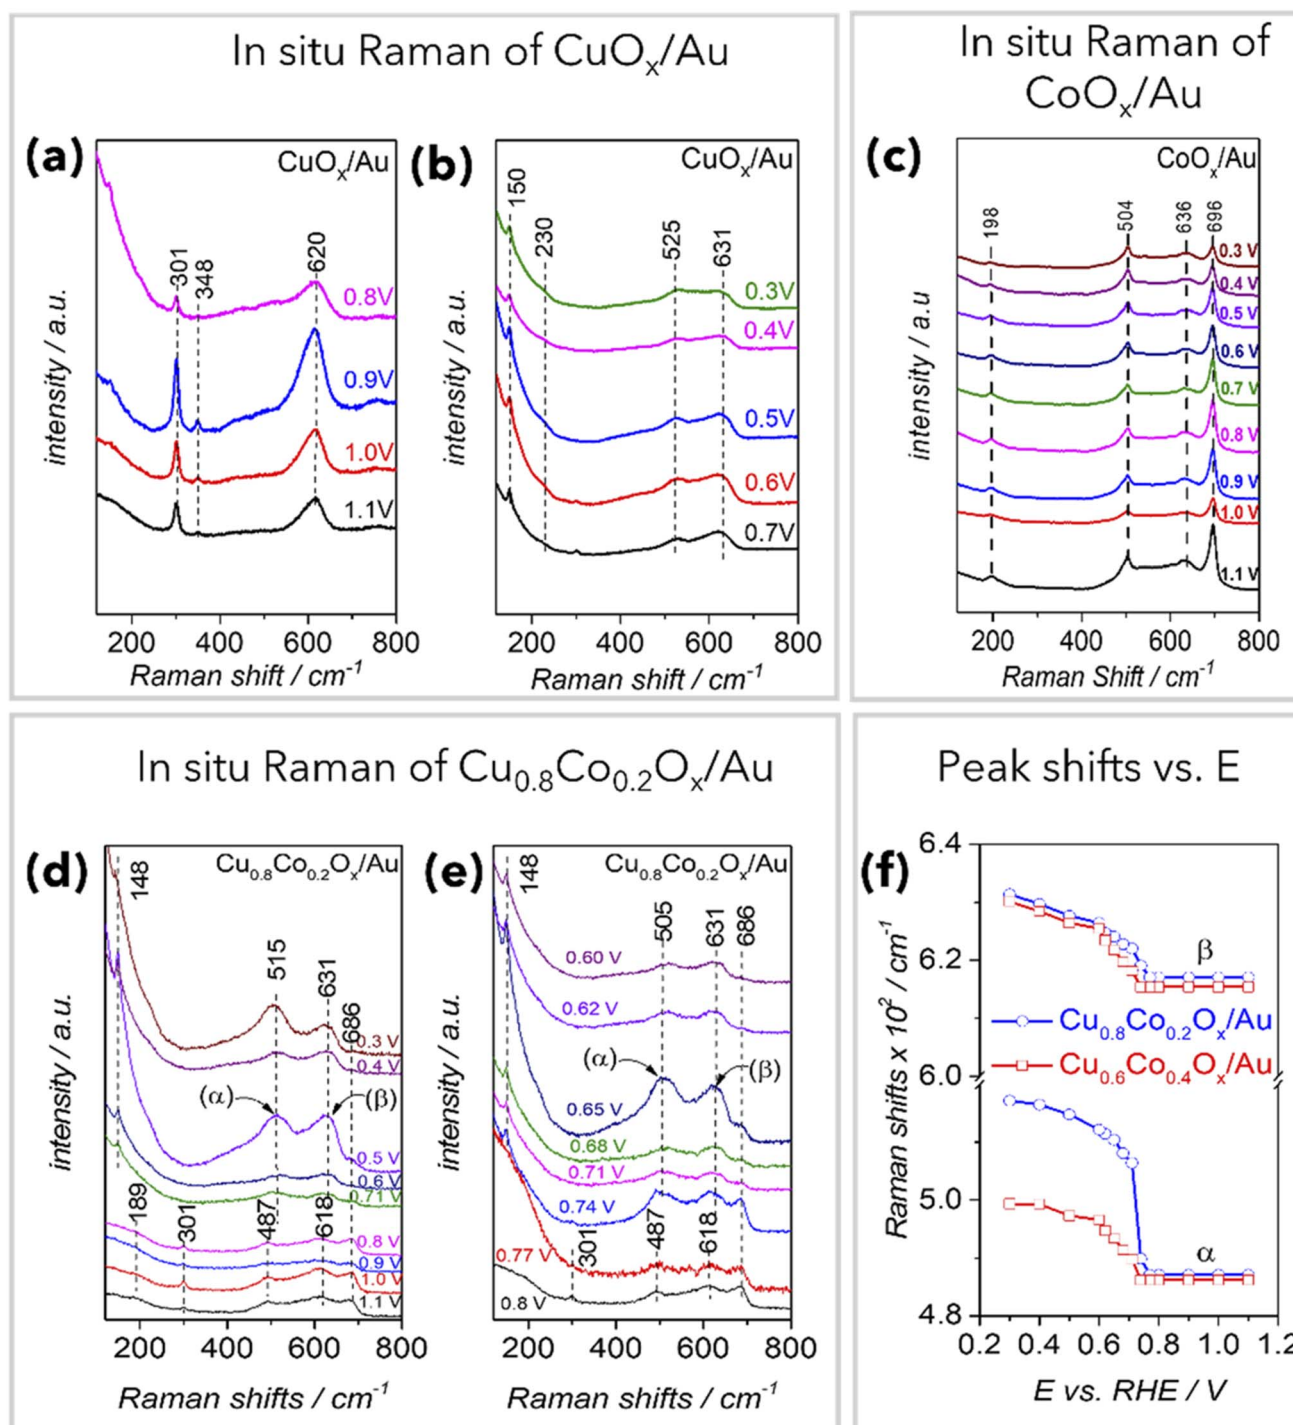 In situ Raman of CuOₓ/Au
(a)
CuOₓ/Au
301
348
620
0.8V
0.9V
1.0V
1.1V
intensity / a.u.
200 400 600 800
Raman shift / cm⁻¹
(b)
CuOₓ/Au
150
230
525
631
0.3V
0.4V
0.5V
0.6V
0.7V
intensity / a.u.
200 400 600 800
Raman shift / cm⁻¹
In situ Raman of
CoOₓ/Au
(c)
CoOₓ/Au
198
504
636
696
0.3 V
0.4 V
0.5 V
0.6 V
0.7 V
0.8 V
0.9 V
1.0 V
1.1 V
intensity / a.u
200 400 600 800
Raman Shift / cm⁻¹
In situ Raman of Cu₀.₈Co₀.₂Oₓ/Au
(d)
Cu₀.₈Co₀.₂Oₓ/Au
148
515
631
686
0.3 V
0.4 V
(α)
(β)
0.5 V
0.6 V
0.71 V
189
301
487
618
0.8 V
0.9 V
1.0 V
1.1 V
intensity / a.u.
200 400 600 800
Raman shifts / cm⁻¹
(e)
Cu₀.₈Co₀.₂Oₓ/Au
148
505
631
686
0.60 V
0.62 V
(α)
(β)
0.65 V
0.68 V
0.71 V
0.74 V
0.77 V
301
487
618
0.8 V
intensity / a.u.
200 400 600 800
Raman shifts / cm⁻¹
Peak shifts vs. E
(f)
6.4
6.2
6.0
5.0
4.8
β
Cu₀.₈Co₀.₂Oₓ/Au
Cu₀.₆Co₀.₄Oₓ/Au
α
Raman shifts x 10² / cm⁻¹
0.2 0.4 0.6 0.8 1.0 1.2
E vs. RHE / V